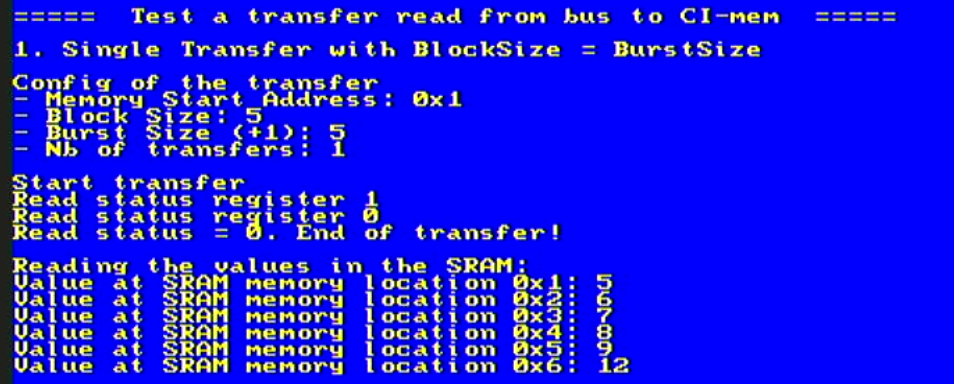 ===== Test a transfer read from bus to CI-mem =====
1. Single Transfer with BlockSize = BurstSize
Config of the transfer
- Memory Start Address: 0x1
- Block Size: 5
- Burst Size (+1): 5
- Nb of transfers: 1
Start transfer
Read status register 1
Read status register 0
Read status = 0. End of transfer!
Reading the values in the SRAM:
Value at SRAM memory location 0x1: 5
Value at SRAM memory location 0x2: 6
Value at SRAM memory location 0x3: 7
Value at SRAM memory location 0x4: 8
Value at SRAM memory location 0x5: 9
Value at SRAM memory location 0x6: 12